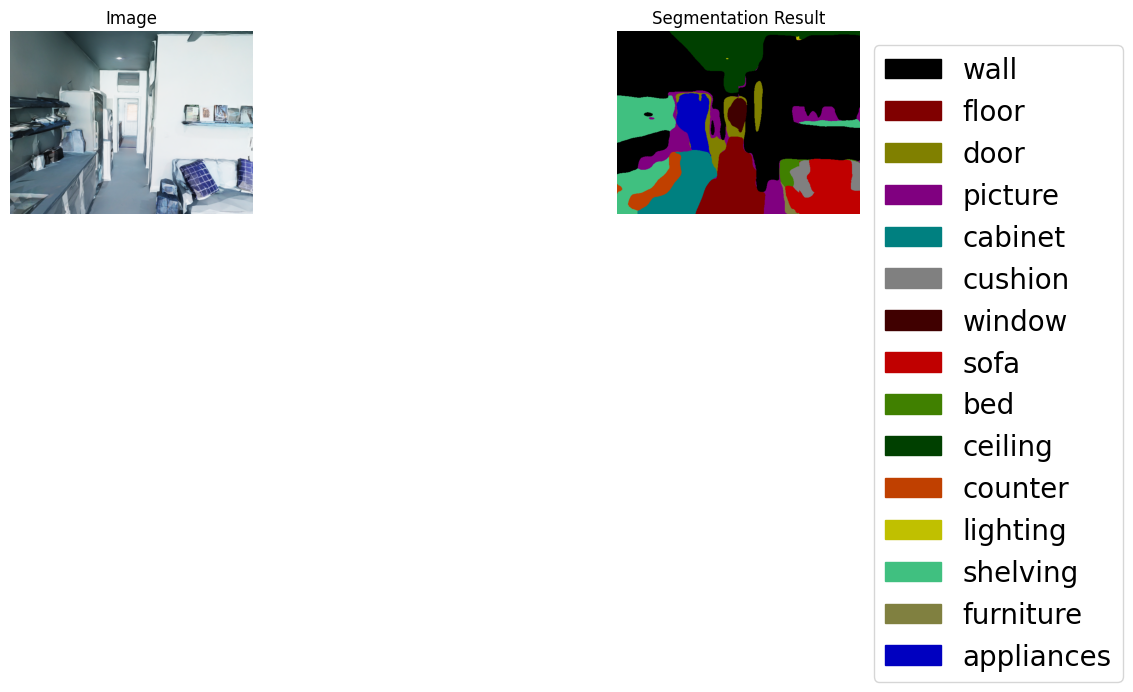 Image
Segmentation Result
wall
floor
door
picture
cabinet
cushion
window
sofa
bed
ceiling
counter
lighting
shelving
furniture
appliances